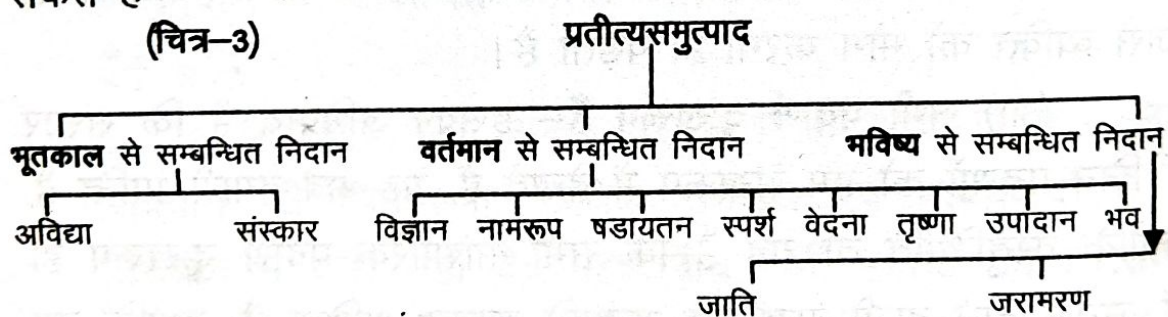 (चित्र–3)
प्रतीत्यसमुत्पाद
भूतकाल से सम्बन्धित निदान वर्तमान से सम्बन्धित निदान भविष्य से सम्बन्धित निदान
अविद्या संस्कार विज्ञान नामरूप षडायतन स्पर्श वेदना तृष्णा उपादान भव
जाति जरामरण